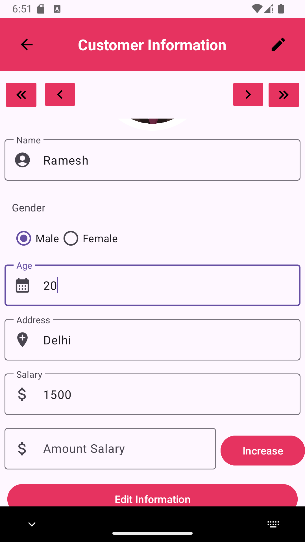 6:51
Customer Information
Name
Ramesh
Gender
Male Female
Age
20
Address
Delhi
Salary
$ 1500
$ Amount Salary Increase
Edit Information